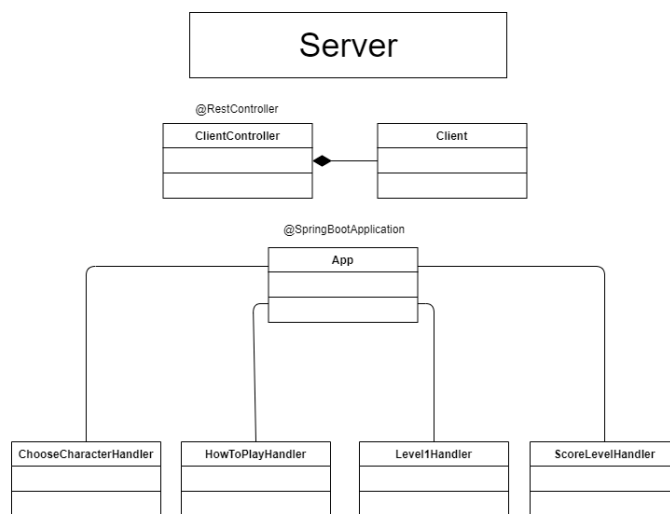 Server
@RestController
ClientController
Client
@SpringBootApplication
App
ChooseCharacterHandler
HowToPlayHandler
Level1Handler
ScoreLevelHandler